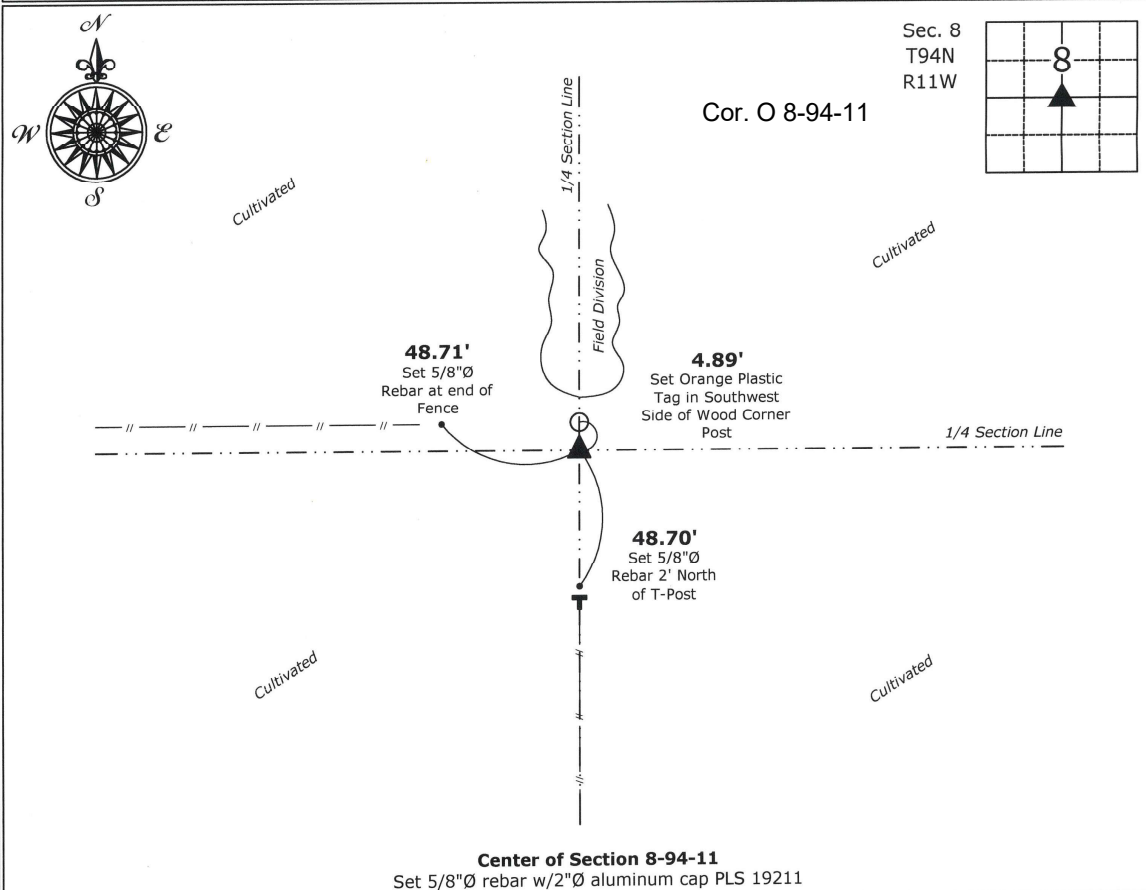 N
W
E
S
Sec. 8
T94N
R11W
8
Cor. O 8-94-11
1/4 Section Line
Cultivated
Cultivated
Field Division
48.71'
Set 5/8"Ø
Rebar at end of
Fence
4.89'
Set Orange Plastic
Tag in Southwest
Side of Wood Corner
Post
1/4 Section Line
48.70'
Set 5/8"Ø
Rebar 2' North
of T-Post
Cultivated
Cultivated
Center of Section 8-94-11
Set 5/8"Ø rebar w/2"Ø aluminum cap PLS 19211